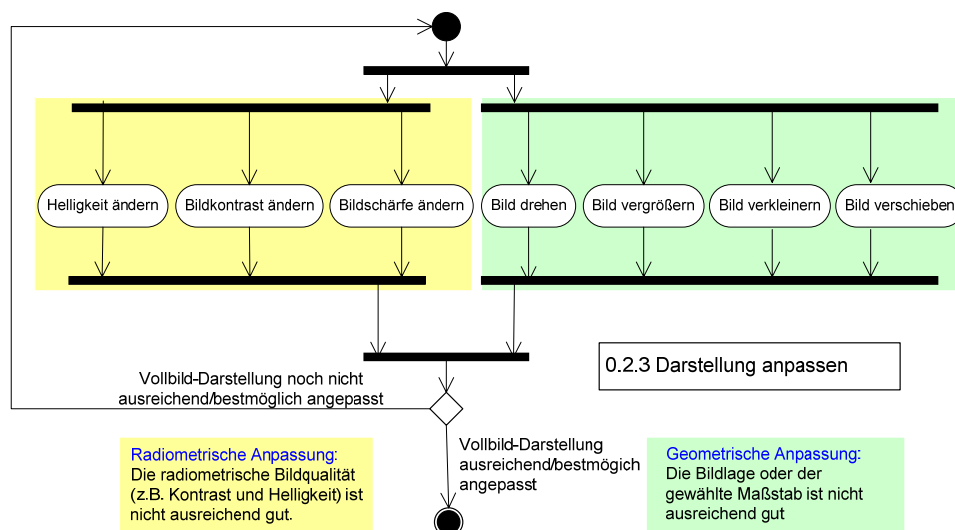 Helligkeit ändern
Bildkontrast ändern
Bildschärfe ändern
Bild drehen
Bild vergrößern
Bild verkleinern
Bild verschieben
0.2.3 Darstellung anpassen
Vollbild-Darstellung noch nicht
ausreichend/bestmöglich angepasst
Vollbild-Darstellung
ausreichend/bestmögich
angepasst
Radiometrische Anpassung:
Die radiometrische Bildqualität
(z.B. Kontrast und Helligkeit) ist
nicht ausreichend gut.
Geometrische Anpassung:
Die Bildlage oder der
gewählte Maßstab ist nicht
ausreichend gut